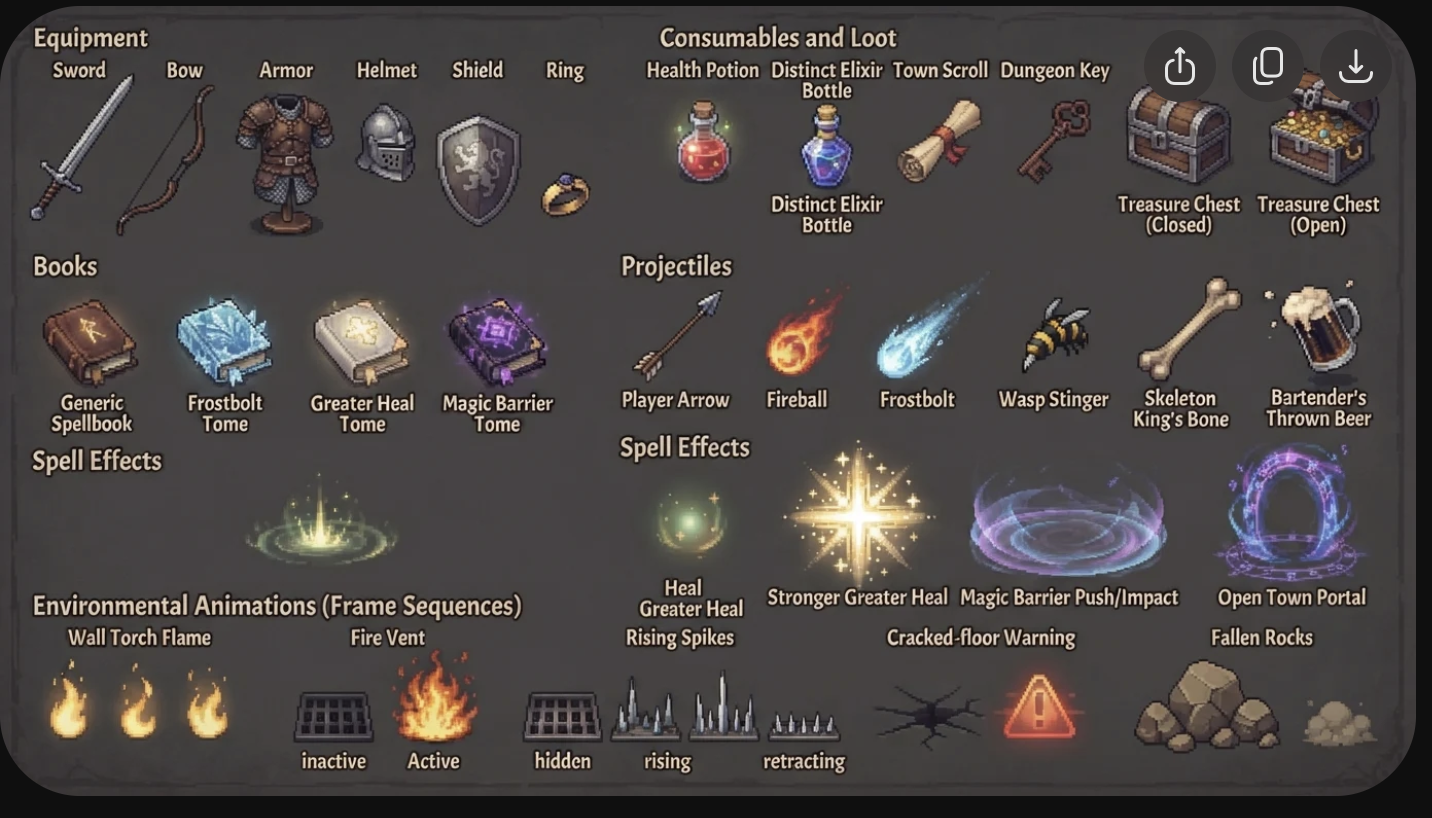 Equipment
Sword
Bow
Armor
Helmet
Shield
Ring
Consumables and Loot
Health Potion
Distinct Elixir
Bottle
Town Scroll
Dungeon Key
Distinct Elixir
Bottle
Treasure Chest
(Closed)
Treasure Chest
(Open)
Books
Generic
Spellbook
Frostbolt
Tome
Greater Heal
Tome
Magic Barrier
Tome
Projectiles
Player Arrow
Fireball
Frostbolt
Wasp Stinger
Skeleton
King's Bone
Bartender's
Thrown Beer
Spell Effects
Spell Effects
Heal
Greater Heal
Stronger Greater Heal
Magic Barrier Push/Impact
Open Town Portal
Environmental Animations (Frame Sequences)
Wall Torch Flame
Fire Vent
inactive
Active
Rising Spikes
hidden
rising
retracting
Cracked-floor Warning
Fallen Rocks